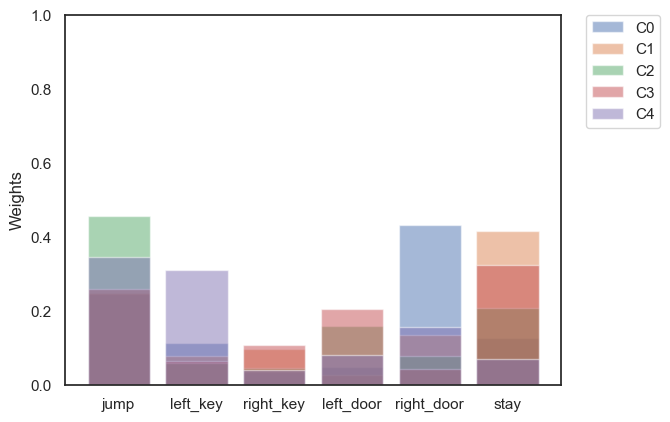 1.0
0.8
0.6
0.4
0.2
0.0
Weights
jump left_key right_key left_door right_door stay
C0
C1
C2
C3
C4